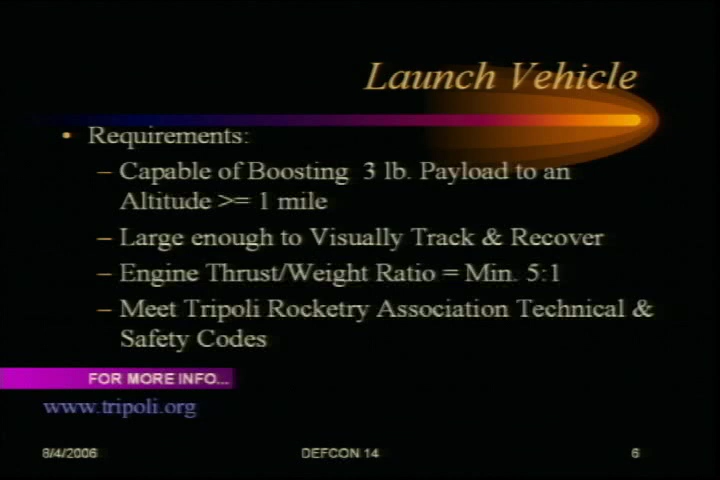 Launch Vehicle
• Requirements:
– Capable of Boosting 3 lb. Payload to an
Altitude >= 1 mile
– Large enough to Visually Track & Recover
– Engine Thrust/Weight Ratio = Min. 5:1
– Meet Tripoli Rocketry Association Technical &
Safety Codes
FOR MORE INFO...
www.tripoli.org
8/4/2006 DEFCON 14 6